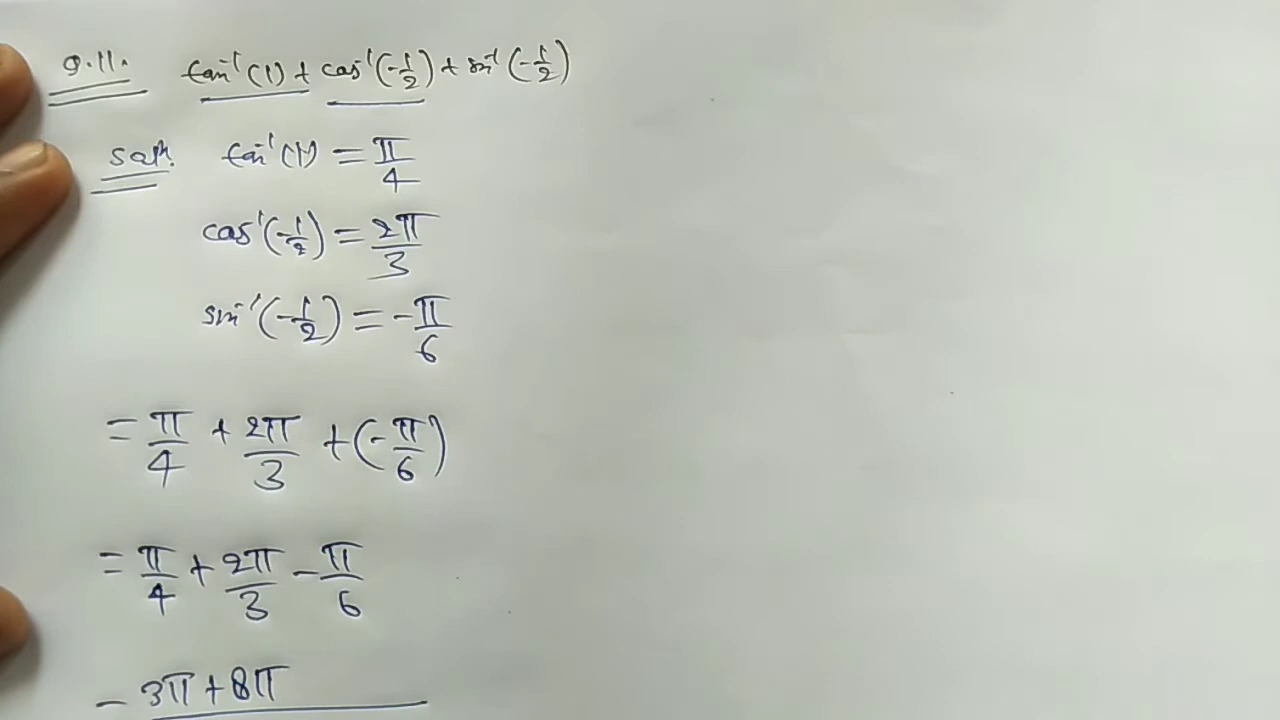 Q.11. tan⁻¹(1) + cos⁻¹(-1/2) + sin⁻¹(-1/2)
Solⁿ. tan⁻¹(1) = π/4
cos⁻¹(-1/2) = 2π/3
sin⁻¹(-1/2) = -π/6
= π/4 + 2π/3 + (-π/6)
= π/4 + 2π/3 - π/6
= 3π + 8π